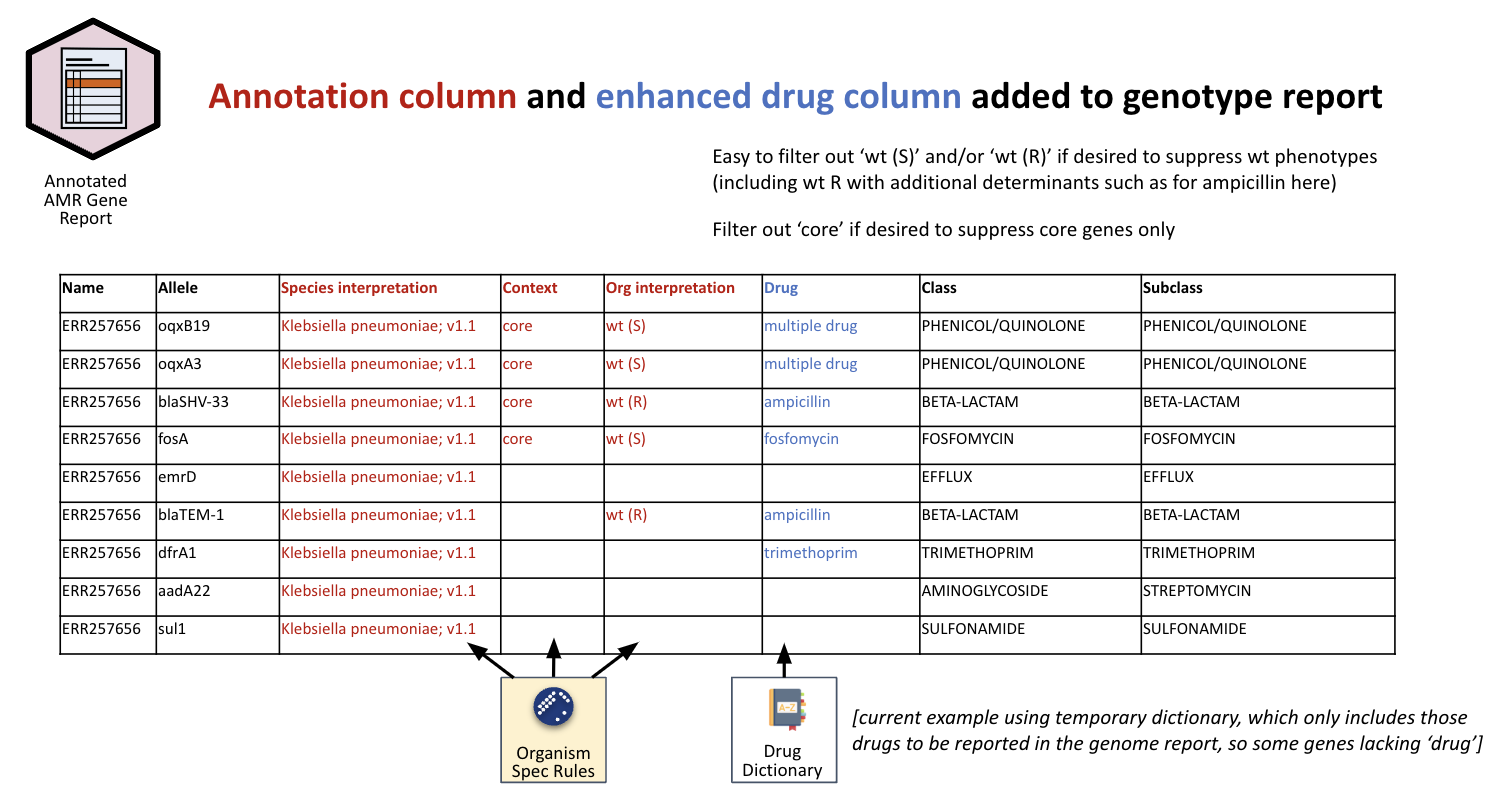 Annotation column and enhanced drug column added to genotype report
Annotated
AMR Gene
Report
Easy to filter out ‘wt (S)’ and/or ‘wt (R)’ if desired to suppress wt phenotypes
(including wt R with additional determinants such as for ampicillin here)
Filter out ‘core’ if desired to suppress core genes only
Name Allele Species interpretation Context Org interpretation Drug Class Subclass
ERR257656 oqxB19 Klebsiella pneumoniae; v1.1 core wt (S) multiple drug PHENICOL/QUINOLONE PHENICOL/QUINOLONE
ERR257656 oqxA3 Klebsiella pneumoniae; v1.1 core wt (S) multiple drug PHENICOL/QUINOLONE PHENICOL/QUINOLONE
ERR257656 blaSHV-33 Klebsiella pneumoniae; v1.1 core wt (R) ampicillin BETA-LACTAM BETA-LACTAM
ERR257656 fosA Klebsiella pneumoniae; v1.1 core wt (S) fosfomycin FOSFOMYCIN FOSFOMYCIN
ERR257656 emrD Klebsiella pneumoniae; v1.1 EFFLUX EFFLUX
ERR257656 blaTEM-1 Klebsiella pneumoniae; v1.1 wt (R) ampicillin BETA-LACTAM BETA-LACTAM
ERR257656 dfrA1 Klebsiella pneumoniae; v1.1 trimethoprim TRIMETHOPRIM TRIMETHOPRIM
ERR257656 aadA22 Klebsiella pneumoniae; v1.1 AMINOGLYCOSIDE STREPTOMYCIN
ERR257656 sul1 Klebsiella pneumoniae; v1.1 SULFONAMIDE SULFONAMIDE
Organism
Spec Rules
A-Z
Drug
Dictionary
[current example using temporary dictionary, which only includes those
drugs to be reported in the genome report, so some genes lacking ‘drug’]